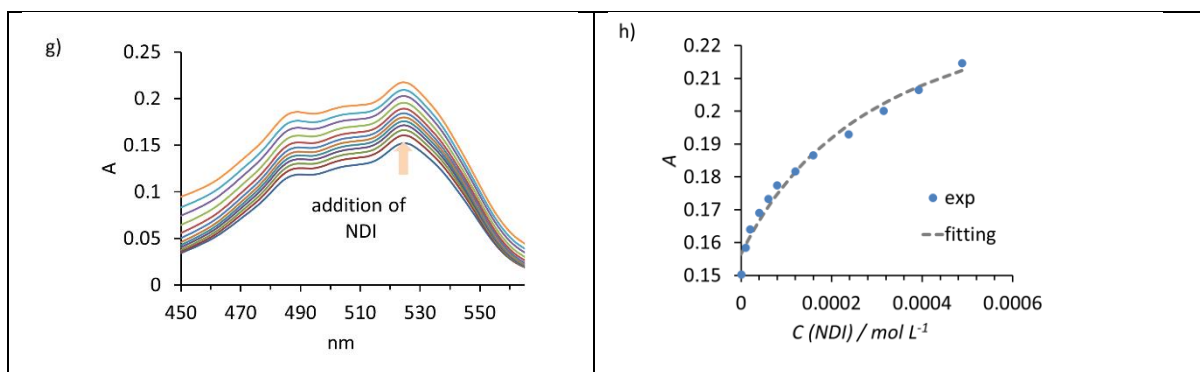 g)
0.25
0.2
0.15
0.1
0.05
0
A
addition of
NDI
450 470 490 510 530 550
nm
h)
0.22
0.21
0.2
0.19
0.18
0.17
0.16
0.15
A
exp
fitting
0 0.0002 0.0004 0.0006
C (NDI) / mol L-1